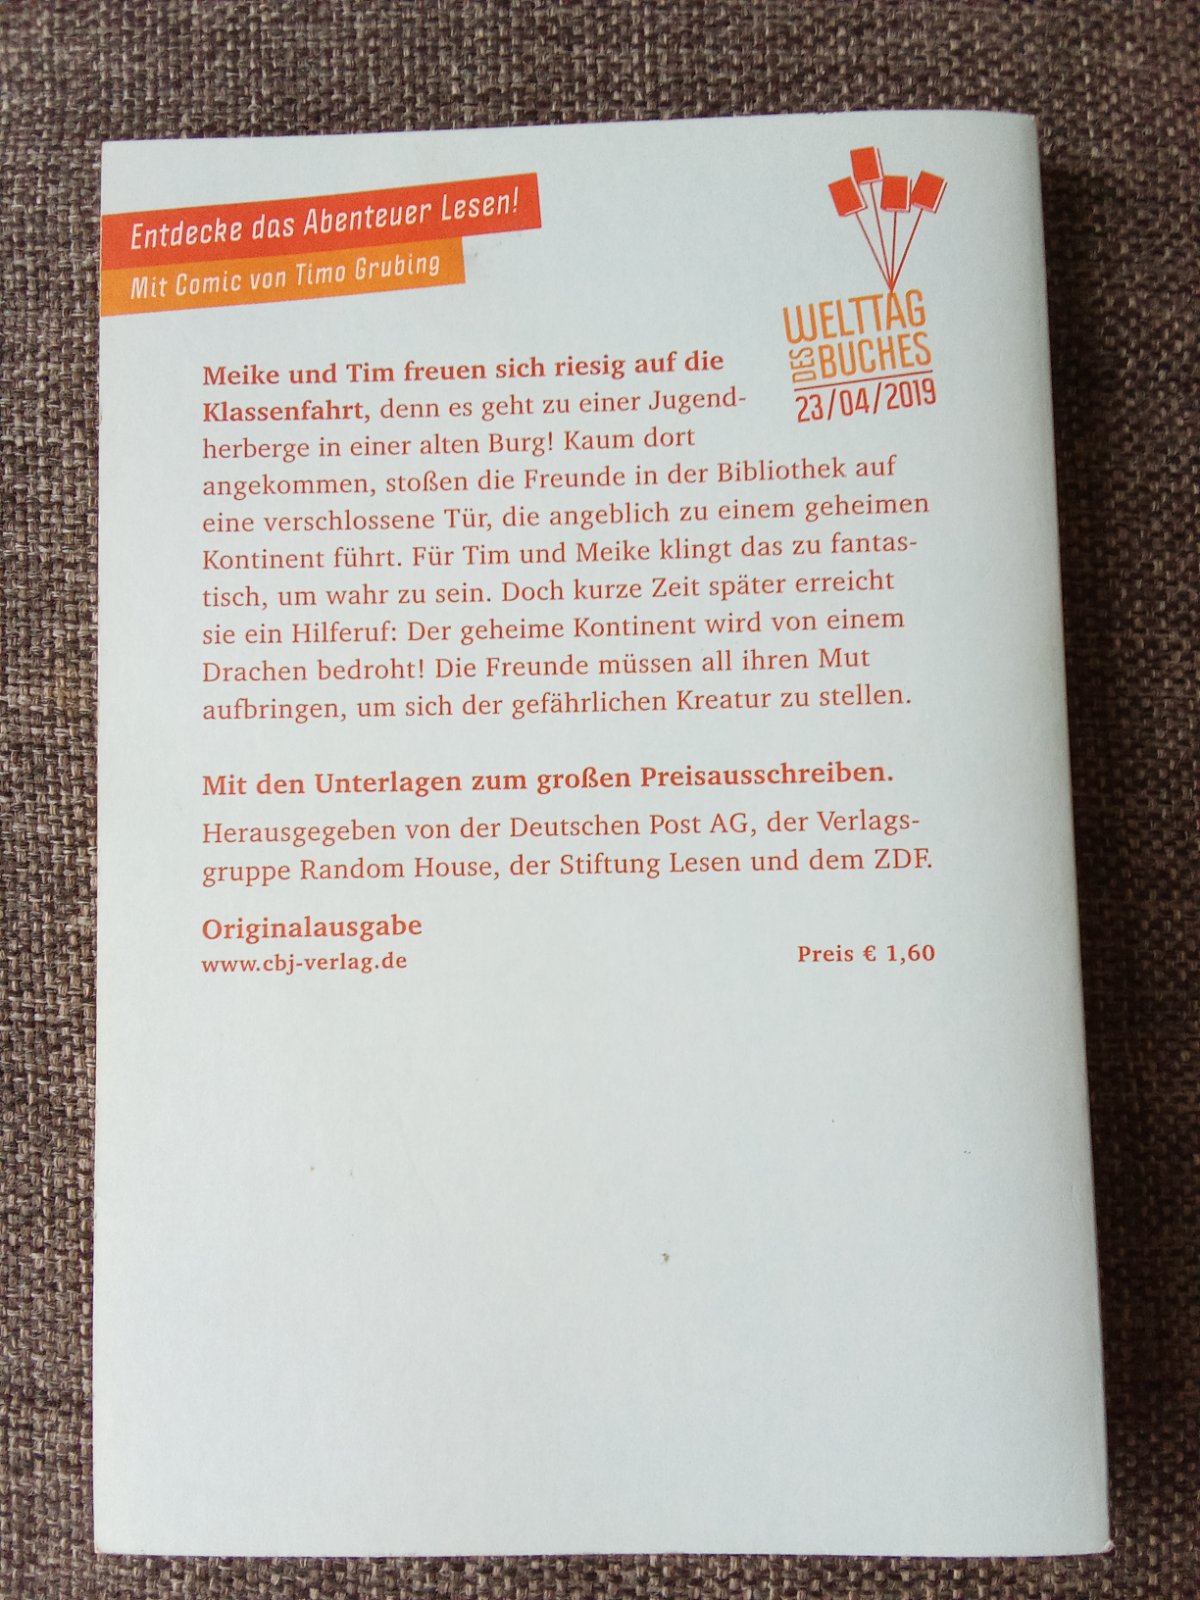 Entdecke das Abenteuer Lesen!
Mit Comic von Timo Grubing
WELTTAG
DES BUCHES
23/04/2019
Meike und Tim freuen sich riesig auf die
Klassenfahrt, denn es geht zu einer Jugend-
herberge in einer alten Burg! Kaum dort
angekommen, stoßen die Freunde in der Bibliothek auf
eine verschlossene Tür, die angeblich zu einem geheimen
Kontinent führt. Für Tim und Meike klingt das zu fantas-
tisch, um wahr zu sein. Doch kurze Zeit später erreicht
sie ein Hilferuf: Der geheime Kontinent wird von einem
Drachen bedroht! Die Freunde müssen all ihren Mut
aufbringen, um sich der gefährlichen Kreatur zu stellen.
Mit den Unterlagen zum großen Preisausschreiben.
Herausgegeben von der Deutschen Post AG, der Verlags-
gruppe Random House, der Stiftung Lesen und dem ZDF.
Originalausgabe
www.cbj-verlag.de
Preis € 1,60